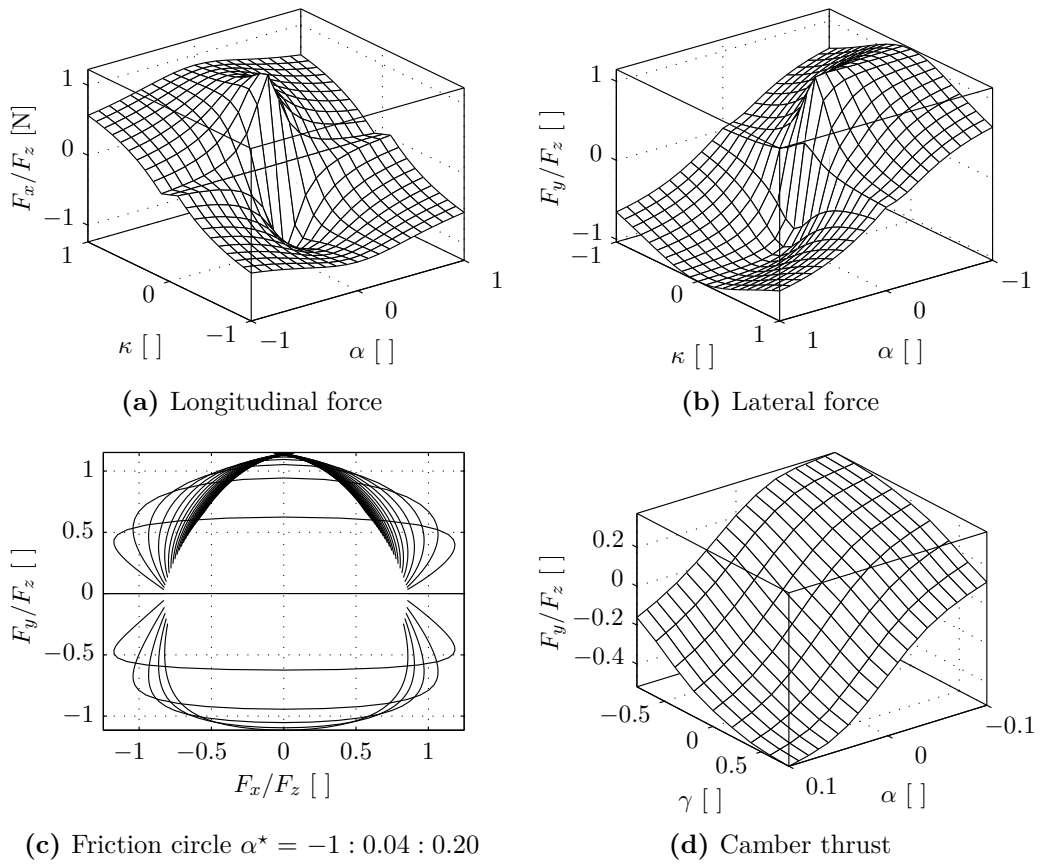 1
0
−1
F_x/F_z [N]
1
0
−1
κ [ ]
−1
0
1
α [ ]
(a) Longitudinal force
1
0
−1
F_y/F_z [ ]
−1
0
1
κ [ ]
1
0
−1
α [ ]
(b) Lateral force
1
0.5
0
−0.5
−1
F_y/F_z [ ]
−1 −0.5 0 0.5 1
F_x/F_z [ ]
(c) Friction circle α⋆ = −1 : 0.04 : 0.20
0.2
0
−0.2
−0.4
F_y/F_z [ ]
−0.5
0
0.5
γ [ ]
0.1
0
−0.1
α [ ]
(d) Camber thrust